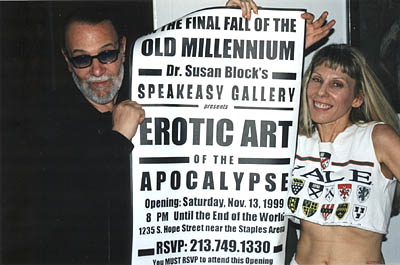 THE FINAL FALL OF THE
OLD MILLENNIUM
Dr. Susan Block's
SPEAKEASY GALLERY
presents
EROTIC ART
OF THE
APOCALYPSE
Opening: Saturday, Nov. 13, 1999
8 PM Until the End of the World
1235 S. Hope Street near the Staples Arena
RSVP: 213.749.1330
You MUST RSVP to attend this Opening
YALE